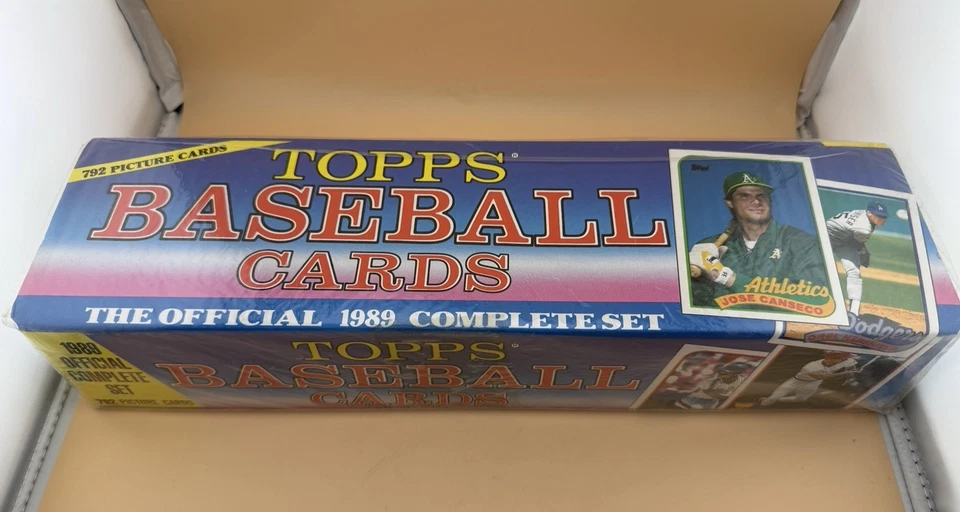 792 PICTURE CARDS
TOPPS®
BASEBALL
CARDS
THE OFFICIAL 1989 COMPLETE SET
Topps
A's
A's
Athletics
JOSE CANSECO
Dodgers
1989
OFFICIAL
COMPLETE
SET
792 PICTURE CARDS
TOPPS®
BASEBALL
CARDS